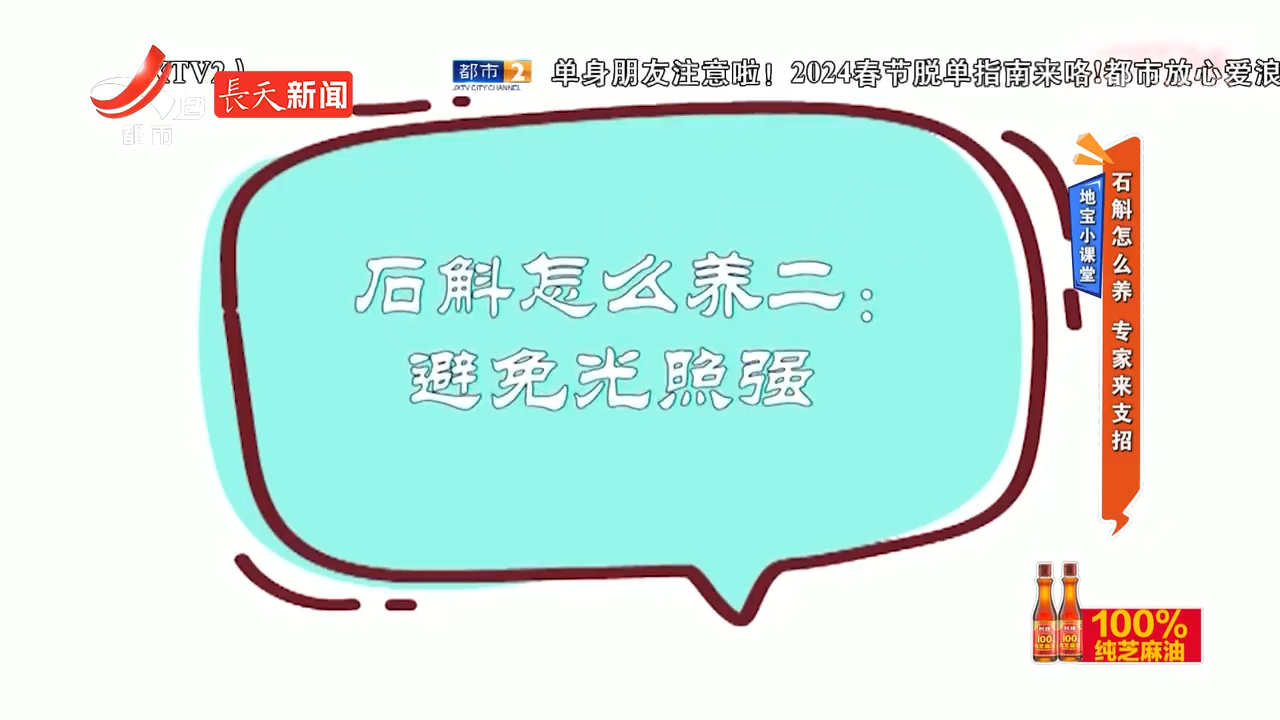 XTV2）
都市2
JXTV CITY CHANNEL
单身朋友注意啦！2024春节脱单指南来咯!都市放心爱浪
長天新闻
都市
石斛怎么养二：
避免光照强
地宝小课堂
石斛怎么养 专家来支招
100%
纯芝麻油